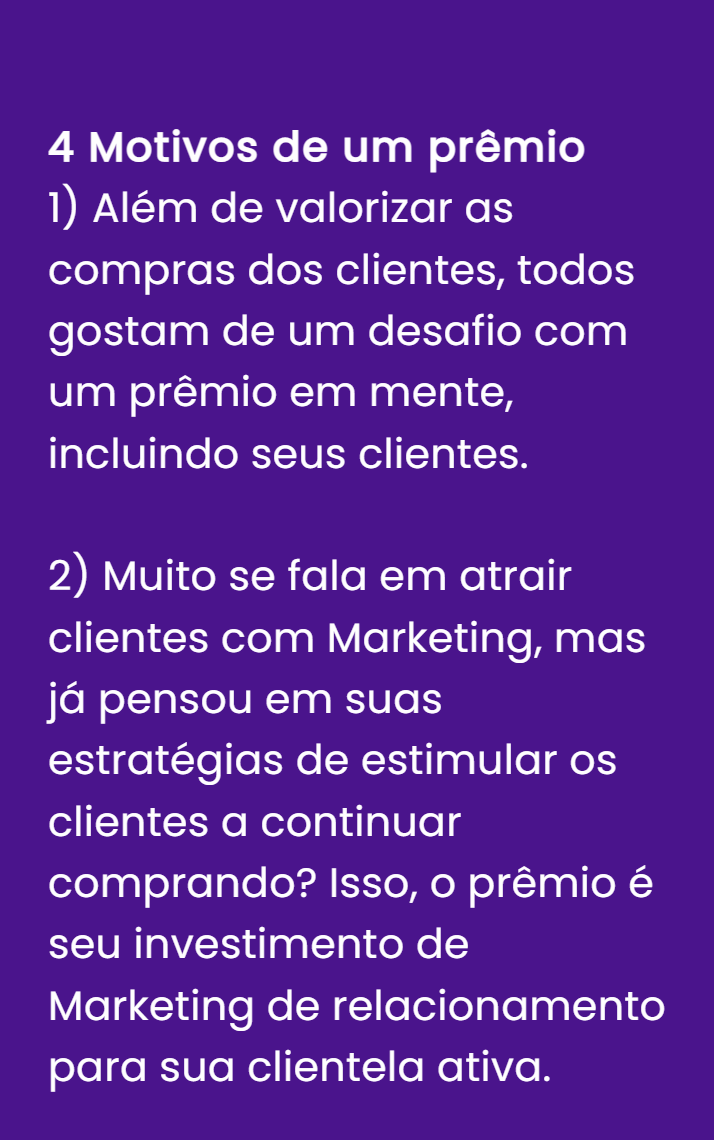 4 Motivos de um prêmio
1) Além de valorizar as
compras dos clientes, todos
gostam de um desafio com
um prêmio em mente,
incluindo seus clientes.
2) Muito se fala em atrair
clientes com Marketing, mas
já pensou em suas
estratégias de estimular os
clientes a continuar
comprando? Isso, o prêmio é
seu investimento de
Marketing de relacionamento
para sua clientela ativa.